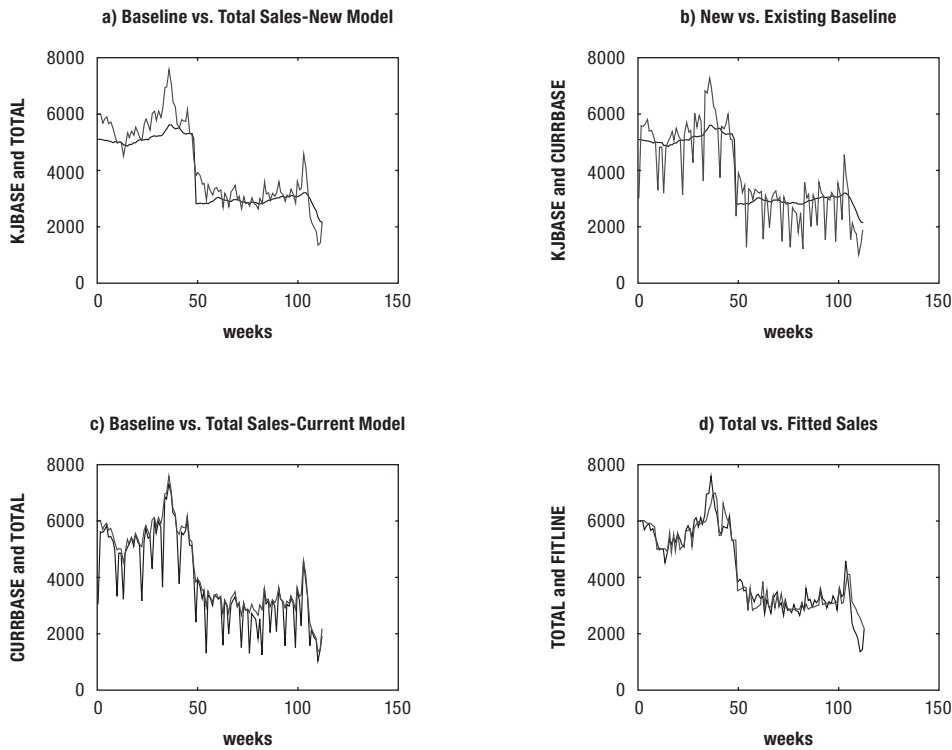 a) Baseline vs. Total Sales-New Model
KJBASE and TOTAL
8000
6000
4000
2000
0
0 50 100 150
weeks
b) New vs. Existing Baseline
KJBASE and CURRBASE
8000
6000
4000
2000
0
0 50 100 150
weeks
c) Baseline vs. Total Sales-Current Model
CURRBASE and TOTAL
8000
6000
4000
2000
0
0 50 100 150
weeks
d) Total vs. Fitted Sales
TOTAL and FITLINE
8000
6000
4000
2000
0
0 50 100 150
weeks